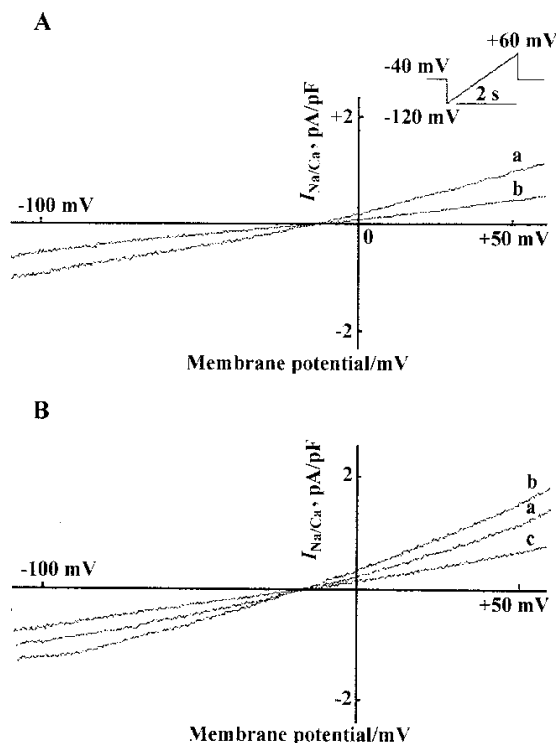 A
+60 mV
-40 mV
2 s
-120 mV
I_Na/Ca, pA/pF
+2
a
b
-100 mV
0
+50 mV
-2
Membrane potential/mV
B
I_Na/Ca, pA/pF
2
b
a
c
-100 mV
+50 mV
-2
Membrane potential/mV